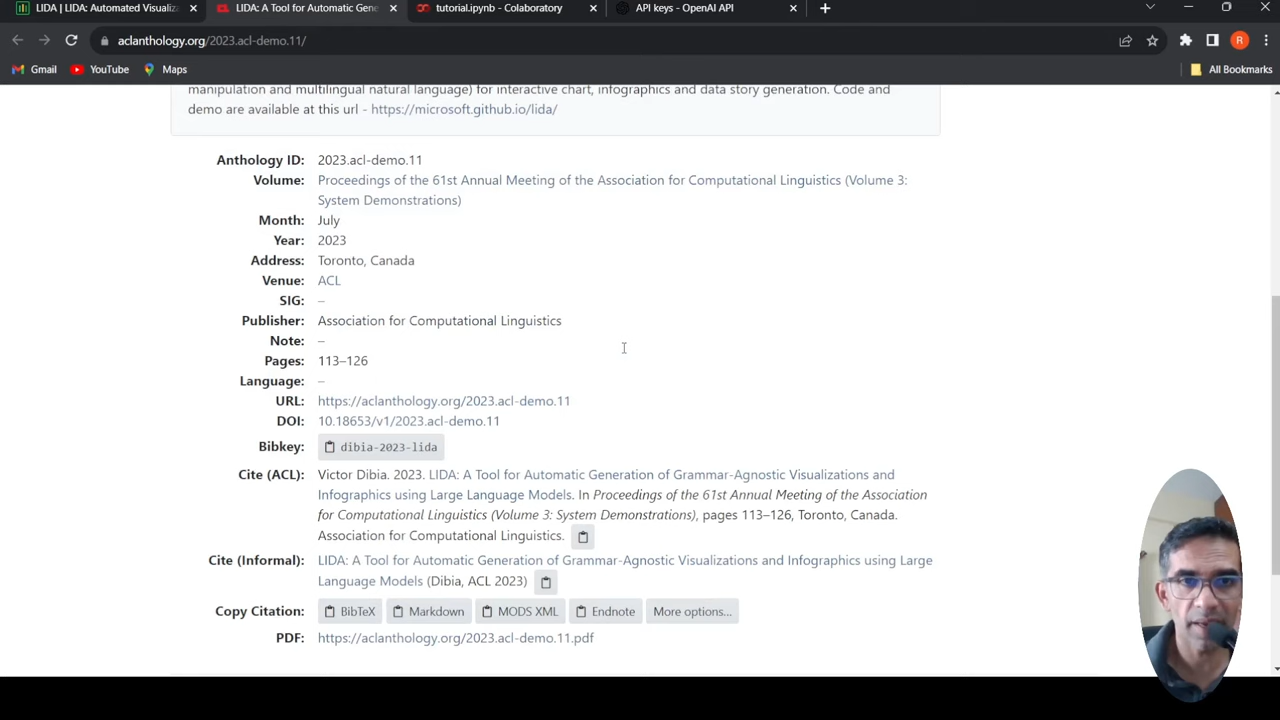 LIDA | LIDA: Automated Visualiz
LIDA: A Tool for Automatic Gene
tutorial.ipynb - Colaboratory
API keys - OpenAI API
aclanthology.org/2023.acl-demo.11/
Gmail
YouTube
Maps
All Bookmarks
manipulation and multilingual natural language) for interactive chart, infographics and data story generation. Code and
demo are available at this url - https://microsoft.github.io/lida/
Anthology ID: 2023.acl-demo.11
Volume: Proceedings of the 61st Annual Meeting of the Association for Computational Linguistics (Volume 3:
System Demonstrations)
Month: July
Year: 2023
Address: Toronto, Canada
Venue: ACL
SIG: –
Publisher: Association for Computational Linguistics
Note: –
Pages: 113–126
Language: –
URL: https://aclanthology.org/2023.acl-demo.11
DOI: 10.18653/v1/2023.acl-demo.11
Bibkey: dibia-2023-lida
Cite (ACL): Victor Dibia. 2023. LIDA: A Tool for Automatic Generation of Grammar-Agnostic Visualizations and
Infographics using Large Language Models. In Proceedings of the 61st Annual Meeting of the Association
for Computational Linguistics (Volume 3: System Demonstrations), pages 113–126, Toronto, Canada.
Association for Computational Linguistics.
Cite (Informal): LIDA: A Tool for Automatic Generation of Grammar-Agnostic Visualizations and Infographics using Large
Language Models (Dibia, ACL 2023)
Copy Citation: BibTeX Markdown MODS XML Endnote More options...
PDF: https://aclanthology.org/2023.acl-demo.11.pdf
R